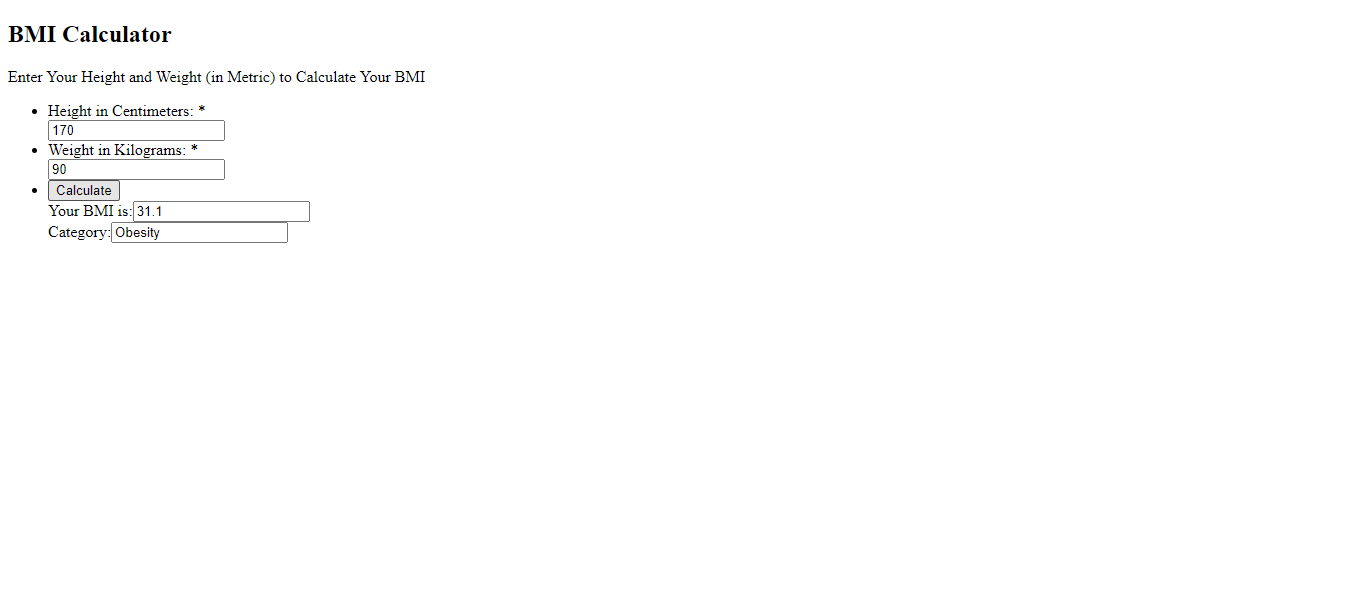 BMI Calculator
Enter Your Height and Weight (in Metric) to Calculate Your BMI
Height in Centimeters: *
170
Weight in Kilograms: *
90
Calculate
Your BMI is: 31.1
Category: Obesity